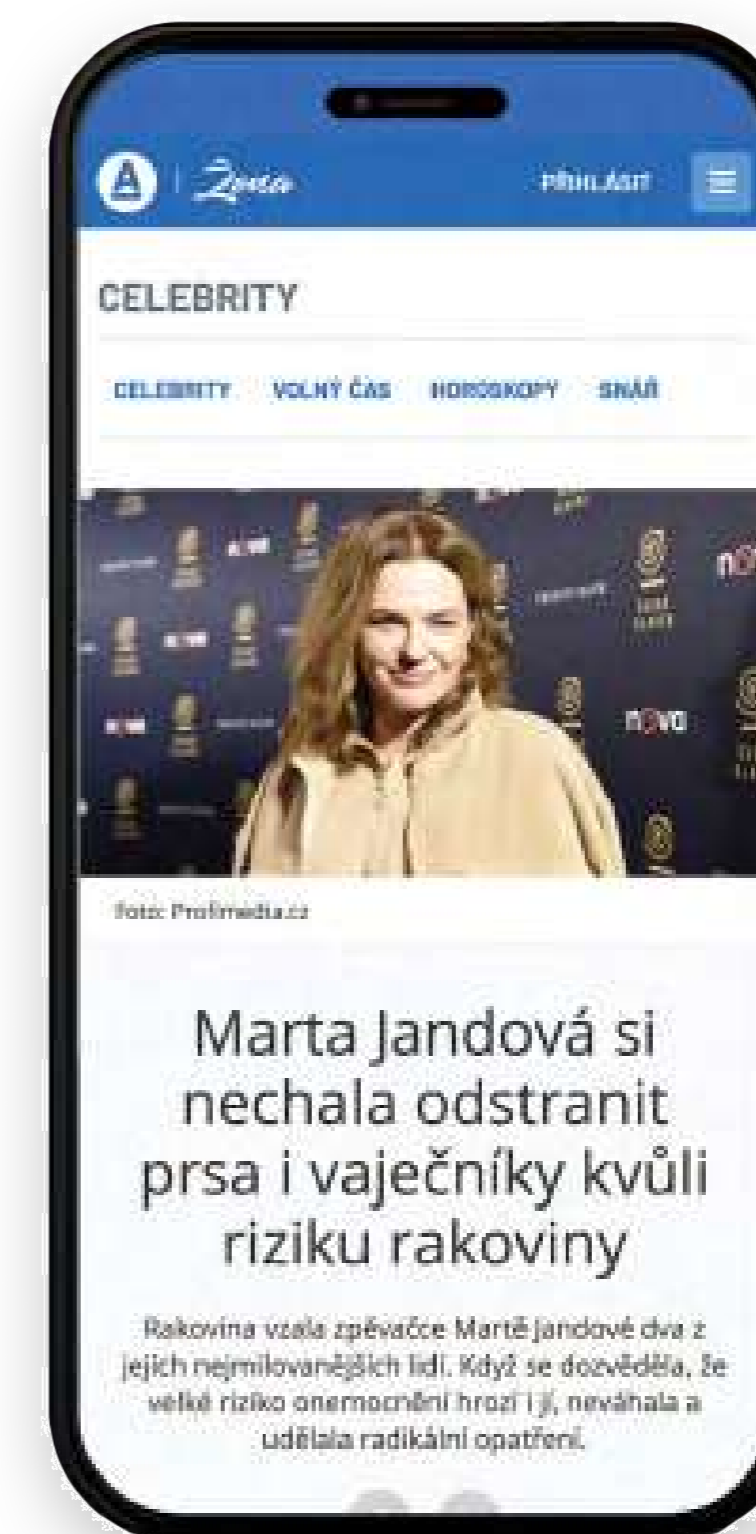 A | Žena
PŘIHLÁSIT
CELEBRITY
CELEBRITY VOLNÝ ČAS HOROSKOPY SNÁŘ
nova
Foto: Profimedia.cz
Marta Jandová si
nechala odstranit
prsa i vaječníky kvůli
riziku rakoviny
Rakovina vzala zpěvačce Martě Jandové dva z
jejich nejmilovanějších lidí. Když se dozvěděla, že
velké riziko onemocnění hrozí i jí, neváhala a
udělala radikální opatření.